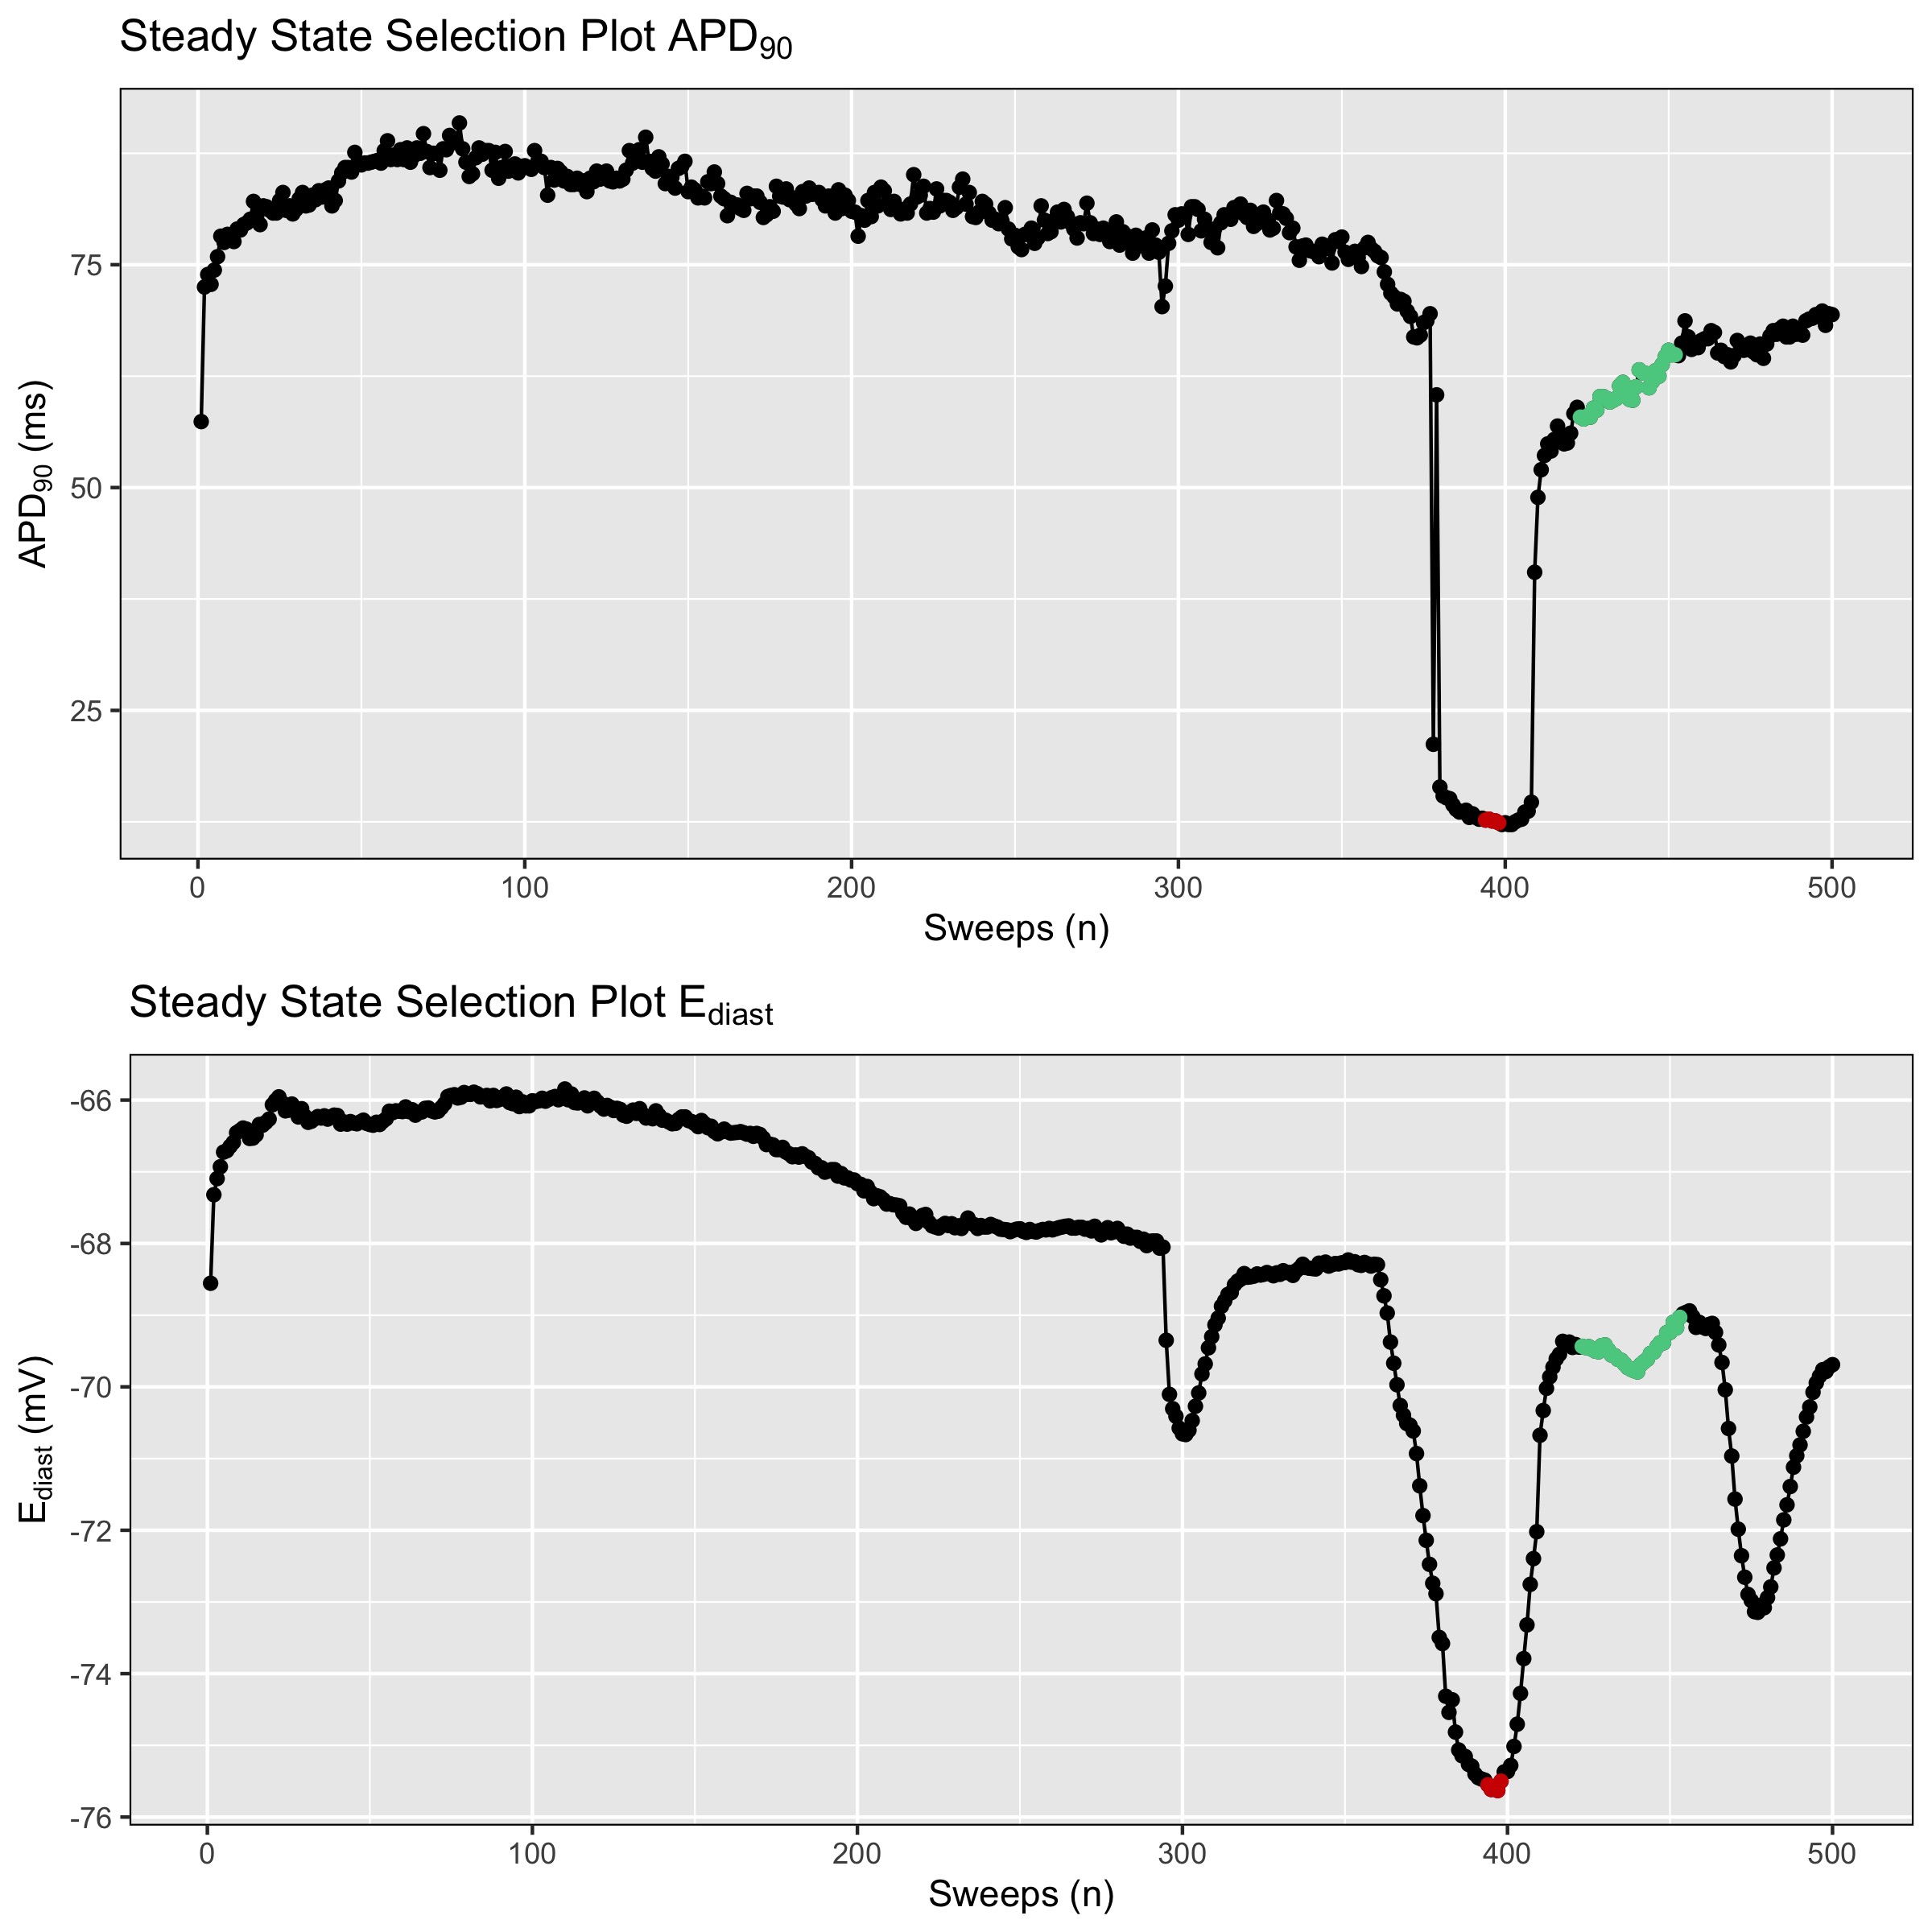 Steady State Selection Plot APD90
APD90 (ms)
75
50
25
0 100 200 300 400 500
Sweeps (n)
Steady State Selection Plot Ediast
Ediast (mV)
-66
-68
-70
-72
-74
-76
0 100 200 300 400 500
Sweeps (n)